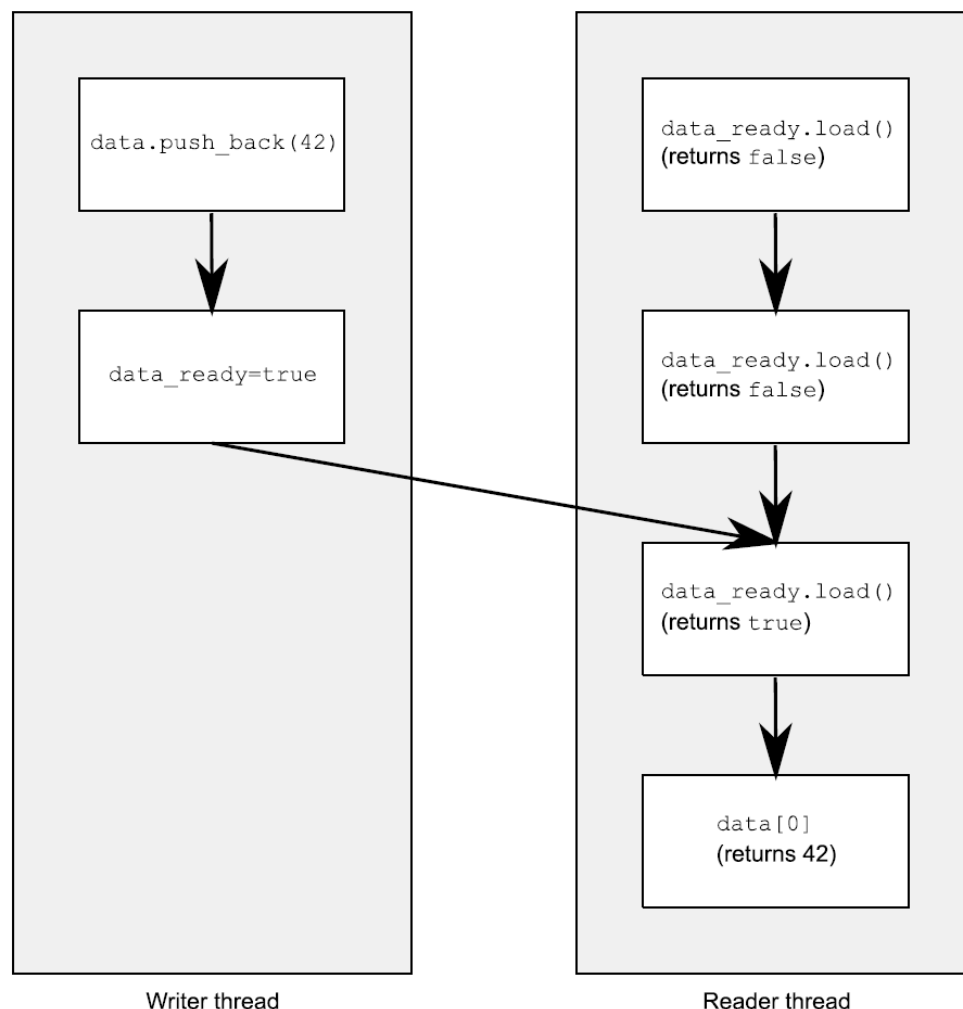 data.push_back(42)
data_ready=true
Writer thread
data_ready.load()
(returns false)
data_ready.load()
(returns false)
data_ready.load()
(returns true)
data[0]
(returns 42)
Reader thread